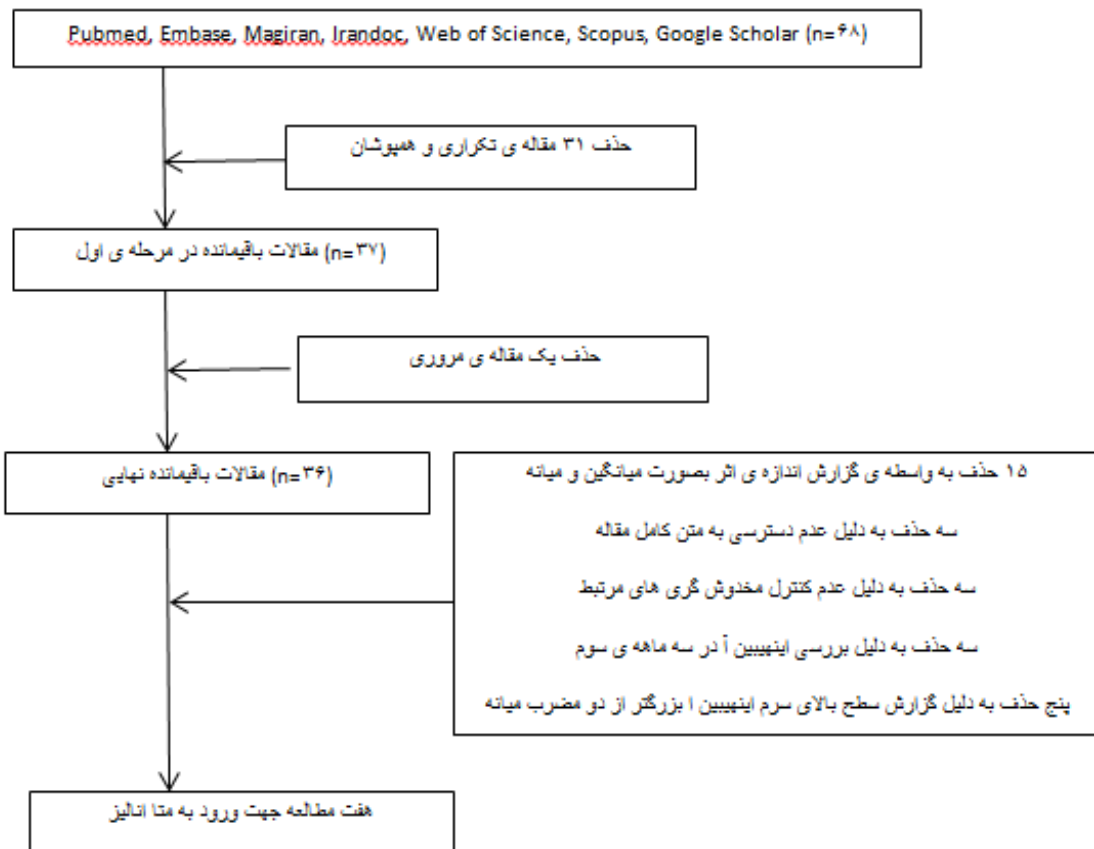 Pubmed, Embase, Magiran, Irandoc, Web of Science, Scopus, Google Scholar (n=۶۸)
حذف ۳۱ مقاله ی تکراری و همپوشان
مقالات باقیمانده در مرحله ی اول (n=۳۷)
حذف یک مقاله ی مروری
مقالات باقیمانده نهایی (n=۳۶)
۱۵ حذف به واسطه ی گزارش اندازه ی اثر بصورت میانگین و میانه
سه حذف به دلیل عدم دسترسی به متن کامل مقاله
سه حذف به دلیل عدم کنترل مخدوش گری های مرتبط
سه حذف به دلیل بررسی اینهیبین آ در سه ماهه ی سوم
پنج حذف به دلیل گزارش سطح بالای سرم اینهیبین ا بزرگتر از دو مضرب میانه
هفت مطالعه جهت ورود به متا انالیز